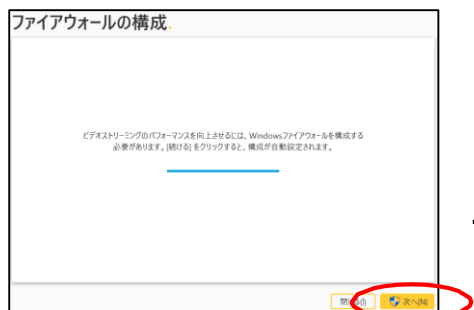 ファイアウォールの構成.
ビデオストリーミングのパフォーマンスを向上させるには、Windowsファイアウォールを構成する
必要があります。[続ける] をクリックすると、構成が自動設定されます。
次へ(N)